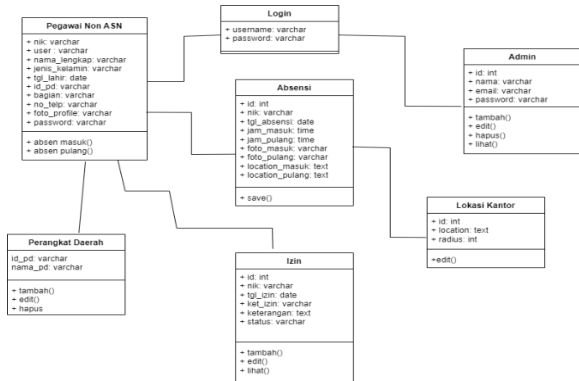 Pegawai Non ASN
+ nik: varchar
+ user : varchar
+ nama_lengkap: varchar
+ jenis_kelamin: varchar
+ tgl_lahir: date
+ id_pd: varchar
+ bagian: varchar
+ no_telp: varchar
+ foto_profile: varchar
+ password: varchar
+ absen masuk()
+ absen pulang()
Login
+ username: varchar
+ password: varchar
Admin
+ id: int
+ nama: varchar
+ email: varchar
+ password: varchar
+tambah()
+ edit()
+ hapus()
+ lihat()
Absensi
+ id: int
+ nik: varchar
+ tgl_absensi: date
+ jam_masuk: time
+ jam_pulang: time
+ foto_masuk: varchar
+ foto_pulang: varchar
+ location_masuk: text
+ location_pulang: text
+ save()
Lokasi Kantor
+ id: int
+ location: text
+ radius: int
+edit()
Perangkat Daerah
id_pd: varchar
nama_pd: varchar
+ tambah()
+ edit()
+ hapus
Izin
+ id: int
+ nik: varchar
+ tgl_izin: date
+ ket_izin: varchar
+ keterangan: text
+ status: varchar
+ tambah()
+ edit()
+ lihat()